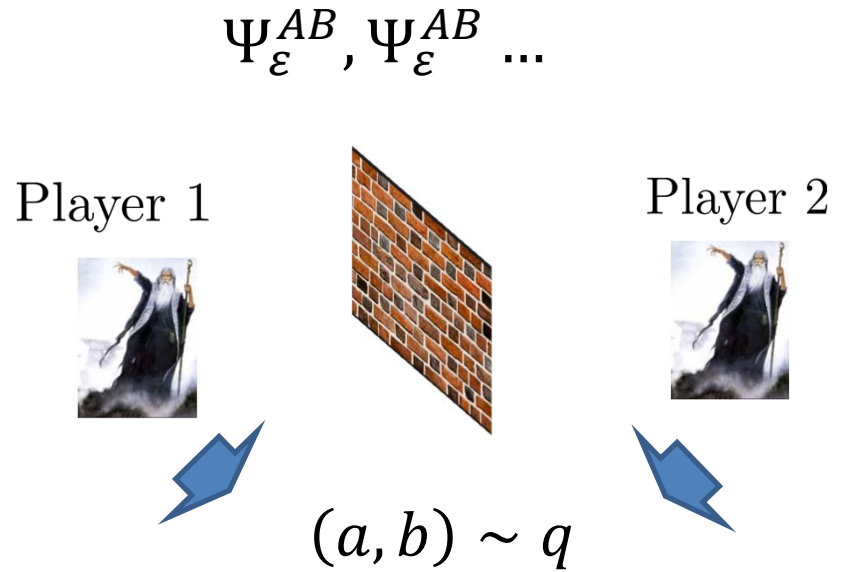 Ψ_ε^{AB}, Ψ_ε^{AB} ...
Player 1
Player 2
(a, b) ~ q